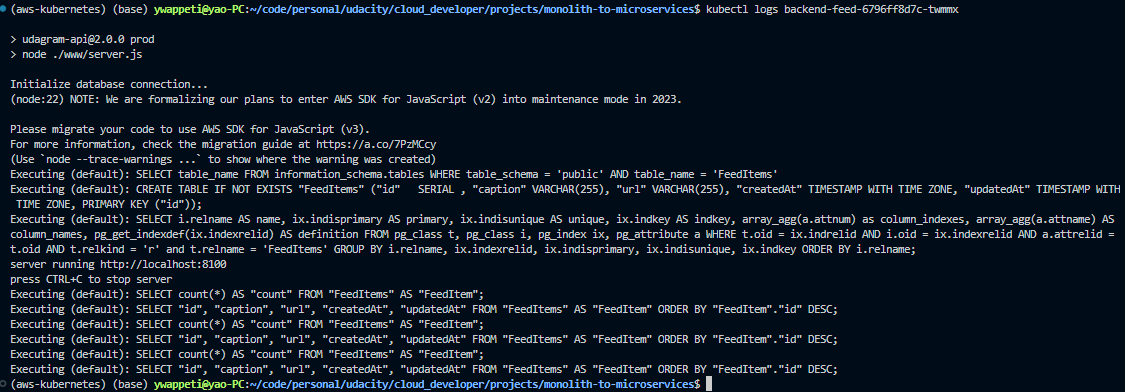 (aws-kubernetes) (base) ywappeti@yao-PC:~/code/personal/udacity/cloud_developer/projects/monolith-to-microservices$ kubectl logs backend-feed-6796ff8d7c-twmmx
> udagram-api@2.0.0 prod
> node ./www/server.js
Initialize database connection...
(node:22) NOTE: We are formalizing our plans to enter AWS SDK for JavaScript (v2) into maintenance mode in 2023.
Please migrate your code to use AWS SDK for JavaScript (v3).
For more information, check the migration guide at https://a.co/7PzMCcy
(Use `node --trace-warnings ...` to show where the warning was created)
Executing (default): SELECT table_name FROM information_schema.tables WHERE table_schema = 'public' AND table_name = 'FeedItems'
Executing (default): CREATE TABLE IF NOT EXISTS "FeedItems" ("id"   SERIAL , "caption" VARCHAR(255), "url" VARCHAR(255), "createdAt" TIMESTAMP WITH TIME ZONE, "updatedAt" TIMESTAMP WITH
TIME ZONE, PRIMARY KEY ("id"));
Executing (default): SELECT i.relname AS name, ix.indisprimary AS primary, ix.indisunique AS unique, ix.indkey AS indkey, array_agg(a.attnum) as column_indexes, array_agg(a.attname) AS
column_names, pg_get_indexdef(ix.indexrelid) AS definition FROM pg_class t, pg_class i, pg_index ix, pg_attribute a WHERE t.oid = ix.indrelid AND i.oid = ix.indexrelid AND a.attrelid =
t.oid AND t.relkind = 'r' and t.relname = 'FeedItems' GROUP BY i.relname, ix.indexrelid, ix.indisprimary, ix.indisunique, ix.indkey ORDER BY i.relname;
server running http://localhost:8100
press CTRL+C to stop server
Executing (default): SELECT count(*) AS "count" FROM "FeedItems" AS "FeedItem";
Executing (default): SELECT "id", "caption", "url", "createdAt", "updatedAt" FROM "FeedItems" AS "FeedItem" ORDER BY "FeedItem"."id" DESC;
Executing (default): SELECT count(*) AS "count" FROM "FeedItems" AS "FeedItem";
Executing (default): SELECT "id", "caption", "url", "createdAt", "updatedAt" FROM "FeedItems" AS "FeedItem" ORDER BY "FeedItem"."id" DESC;
Executing (default): SELECT count(*) AS "count" FROM "FeedItems" AS "FeedItem";
Executing (default): SELECT "id", "caption", "url", "createdAt", "updatedAt" FROM "FeedItems" AS "FeedItem" ORDER BY "FeedItem"."id" DESC;
(aws-kubernetes) (base) ywappeti@yao-PC:~/code/personal/udacity/cloud_developer/projects/monolith-to-microservices$